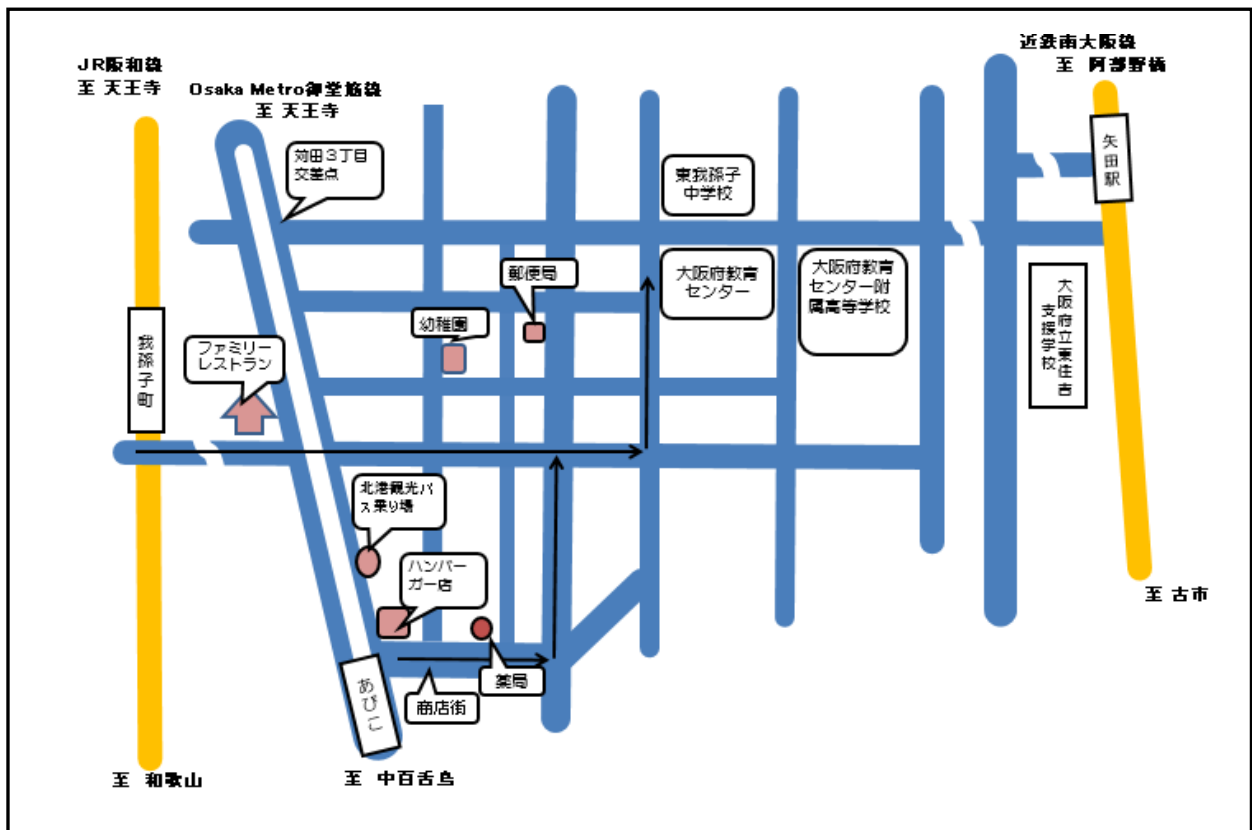 JR阪和線
至 天王寺
Osaka Metro御堂筋線
至 天王寺
近鉄南大阪線
至 阿部野橋
苅田３丁目
交差点
東我孫子
中学校
矢田駅
大阪府教育
センター
大阪府教育
センター附
属高等学校
大阪府立東住吉
支援学校
郵便局
幼稚園
我孫子町
ファミリー
レストラン
北港観光バ
ス乗り場
ハンバー
ガー店
薬局
商店街
あびこ
至 古市
至 和歌山
至 中百舌鳥